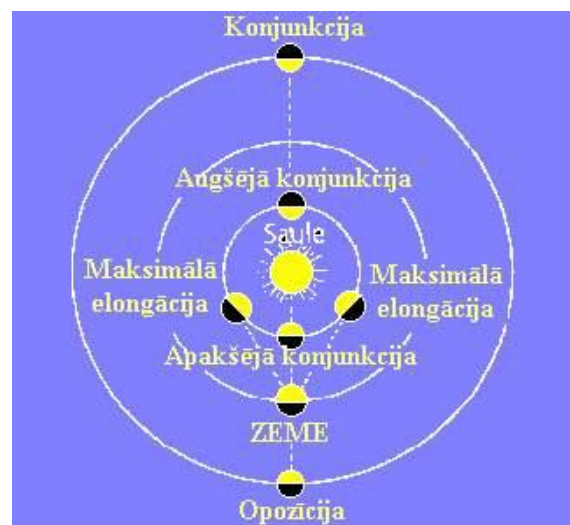 Konjunkcija
Augšējā konjunkcija
Saule
Maksimālā
elongācija
Maksimālā
elongācija
Apakšējā konjunkcija
ZEME
Opozīcija